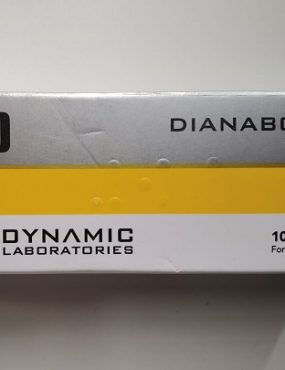 DIANABO
DYNAMIC
LABORATORIES
10
For